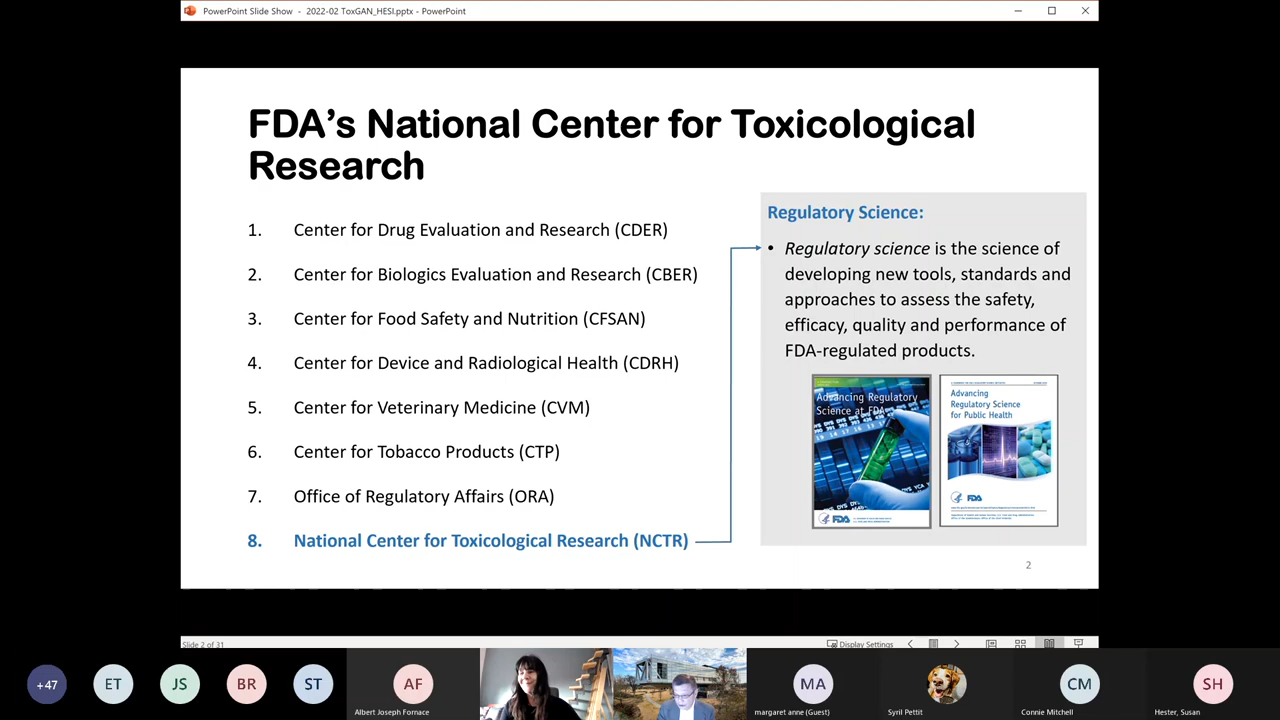 PowerPoint Slide Show - 2022-02 ToxGAN_HESI.pptx - PowerPoint
FDA's National Center for Toxicological
Research
1. Center for Drug Evaluation and Research (CDER)
2. Center for Biologics Evaluation and Research (CBER)
3. Center for Food Safety and Nutrition (CFSAN)
4. Center for Device and Radiological Health (CDRH)
5. Center for Veterinary Medicine (CVM)
6. Center for Tobacco Products (CTP)
7. Office of Regulatory Affairs (ORA)
8. National Center for Toxicological Research (NCTR)
Regulatory Science:
• Regulatory science is the science of
developing new tools, standards and
approaches to assess the safety,
efficacy, quality and performance of
FDA-regulated products.
Advancing Regulatory
Science at FDA
FDA
Advancing
Regulatory Science
for Public Health
FDA
2
Slide 2 of 31
Display Settings
+47
ET
JS
BR
ST
AF
Albert Joseph Fornace
MA
margaret anne (Guest)
Syril Pettit
CM
Connie Mitchell
SH
Hester, Susan